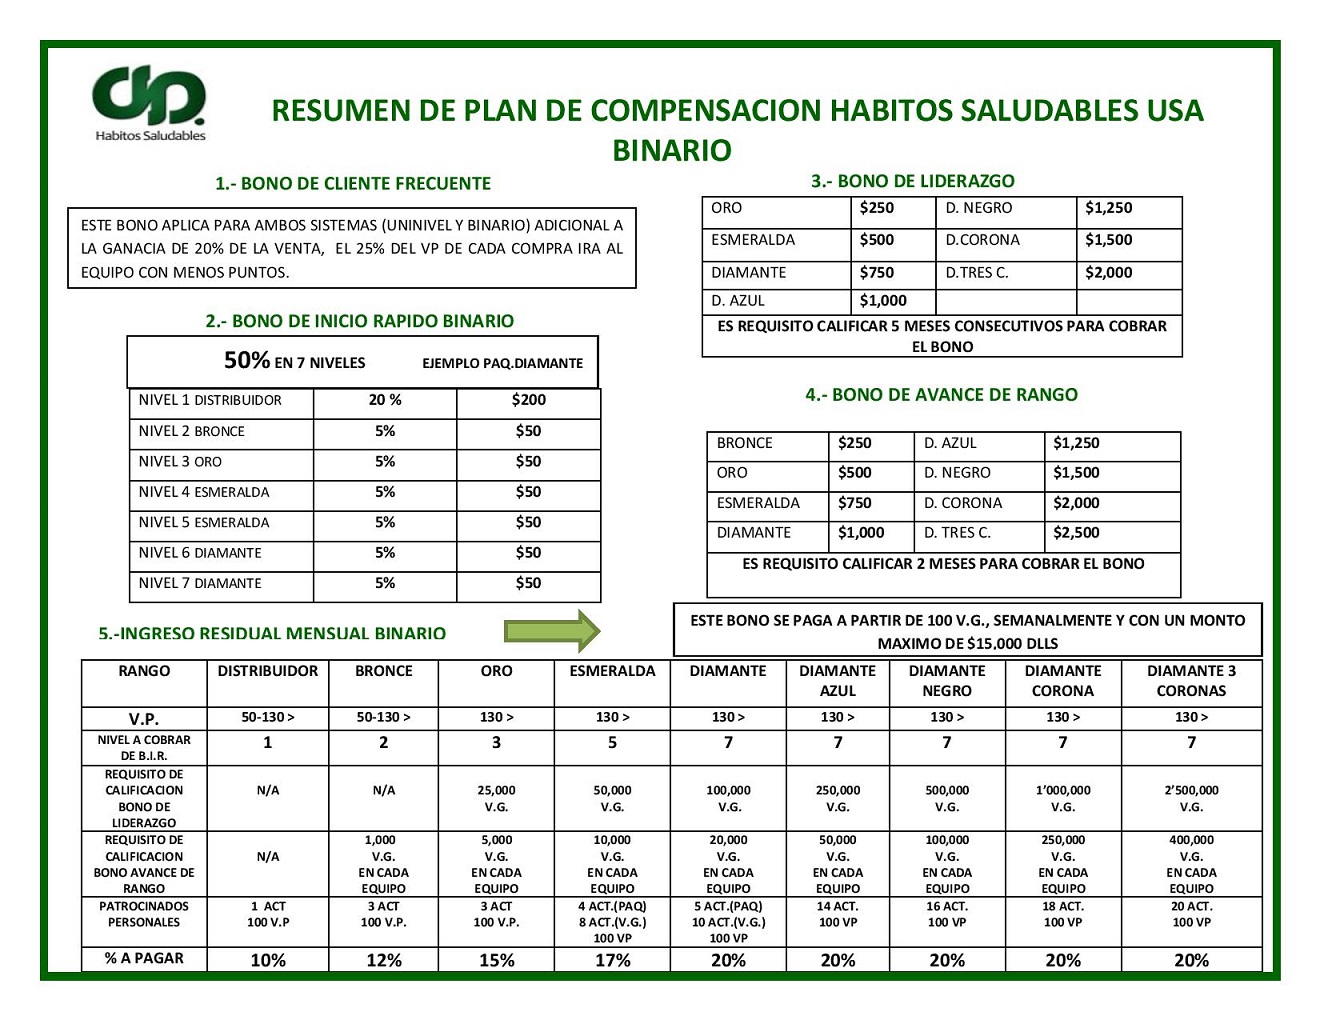 Habitos Saludables
RESUMEN DE PLAN DE COMPENSACION HABITOS SALUDABLES USA
BINARIO
1.- BONO DE CLIENTE FRECUENTE
ESTE BONO APLICA PARA AMBOS SISTEMAS (UNINIVEL Y BINARIO) ADICIONAL A
LA GANACIA DE 20% DE LA VENTA, EL 25% DEL VP DE CADA COMPRA IRA AL
EQUIPO CON MENOS PUNTOS.
2.- BONO DE INICIO RAPIDO BINARIO
50% EN 7 NIVELES EJEMPLO PAQ.DIAMANTE
NIVEL 1 DISTRIBUIDOR 20 % $200
NIVEL 2 BRONCE 5% $50
NIVEL 3 ORO 5% $50
NIVEL 4 ESMERALDA 5% $50
NIVEL 5 ESMERALDA 5% $50
NIVEL 6 DIAMANTE 5% $50
NIVEL 7 DIAMANTE 5% $50
3.- BONO DE LIDERAZGO
ORO $250 D. NEGRO $1,250
ESMERALDA $500 D.CORONA $1,500
DIAMANTE $750 D.TRES C. $2,000
D. AZUL $1,000
ES REQUISITO CALIFICAR 5 MESES CONSECUTIVOS PARA COBRAR
EL BONO
4.- BONO DE AVANCE DE RANGO
BRONCE $250 D. AZUL $1,250
ORO $500 D. NEGRO $1,500
ESMERALDA $750 D. CORONA $2,000
DIAMANTE $1,000 D. TRES C. $2,500
ES REQUISITO CALIFICAR 2 MESES PARA COBRAR EL BONO
5.-INGRESO RESIDUAL MENSUAL BINARIO
ESTE BONO SE PAGA A PARTIR DE 100 V.G., SEMANALMENTE Y CON UN MONTO
MAXIMO DE $15,000 DLLS
RANGO DISTRIBUIDOR BRONCE ORO ESMERALDA DIAMANTE DIAMANTE DIAMANTE DIAMANTE DIAMANTE 3
AZUL NEGRO CORONA CORONAS
V.P. 50-130 > 50-130 > 130 > 130 > 130 > 130 > 130 > 130 > 130 >
NIVEL A COBRAR 1 2 3 5 7 7 7 7 7
DE B.I.R.
REQUISITO DE
CALIFICACION N/A N/A 25,000 50,000 100,000 250,000 500,000 1'000,000 2'500,000
BONO DE V.G. V.G. V.G. V.G. V.G. V.G. V.G.
LIDERAZGO
REQUISITO DE 1,000 5,000 10,000 20,000 50,000 100,000 250,000 400,000
CALIFICACION N/A V.G. V.G. V.G. V.G. V.G. V.G. V.G. V.G.
BONO AVANCE DE EN CADA EN CADA EN CADA EN CADA EN CADA EN CADA EN CADA EN CADA
RANGO EQUIPO EQUIPO EQUIPO EQUIPO EQUIPO EQUIPO EQUIPO EQUIPO
PATROCINADOS 1 ACT 3 ACT 3 ACT 4 ACT.(PAQ) 5 ACT.(PAQ) 14 ACT. 16 ACT. 18 ACT. 20 ACT.
PERSONALES 100 V.P 100 V.P. 100 V.P. 8 ACT.(V.G.) 10 ACT.(V.G.) 100 VP 100 VP 100 VP 100 VP
100 VP 100 VP
% A PAGAR 10% 12% 15% 17% 20% 20% 20% 20% 20%